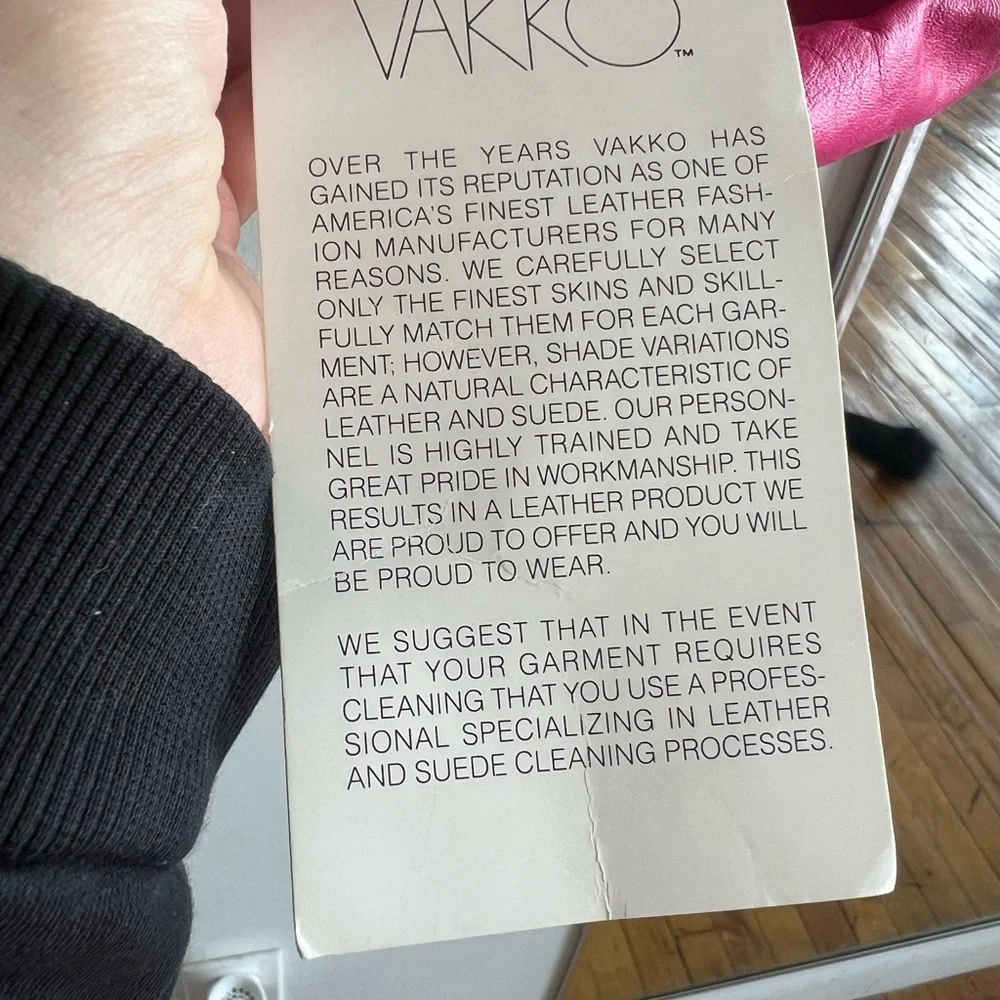 VAKKO™
OVER THE YEARS VAKKO HAS
GAINED ITS REPUTATION AS ONE OF
AMERICA'S FINEST LEATHER FASH-
ION MANUFACTURERS FOR MANY
REASONS. WE CAREFULLY SELECT
ONLY THE FINEST SKINS AND SKILL-
FULLY MATCH THEM FOR EACH GAR-
MENT; HOWEVER, SHADE VARIATIONS
ARE A NATURAL CHARACTERISTIC OF
LEATHER AND SUEDE. OUR PERSON-
NEL IS HIGHLY TRAINED AND TAKE
GREAT PRIDE IN WORKMANSHIP. THIS
RESULTS IN A LEATHER PRODUCT WE
ARE PROUD TO OFFER AND YOU WILL
BE PROUD TO WEAR.
WE SUGGEST THAT IN THE EVENT
THAT YOUR GARMENT REQUIRES
CLEANING THAT YOU USE A PROFES-
SIONAL SPECIALIZING IN LEATHER
AND SUEDE CLEANING PROCESSES.